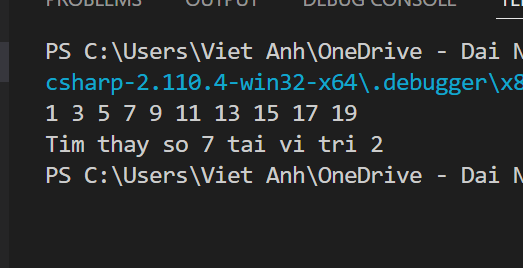 PROBLEMS OUTPUT DEBUG CONSOLE
PS C:\Users\Viet Anh\OneDrive - Dai
csharp-2.110.4-win32-x64\.debugger\x8
1 3 5 7 9 11 13 15 17 19
Tim thay so 7 tai vi tri 2
PS C:\Users\Viet Anh\OneDrive - Dai